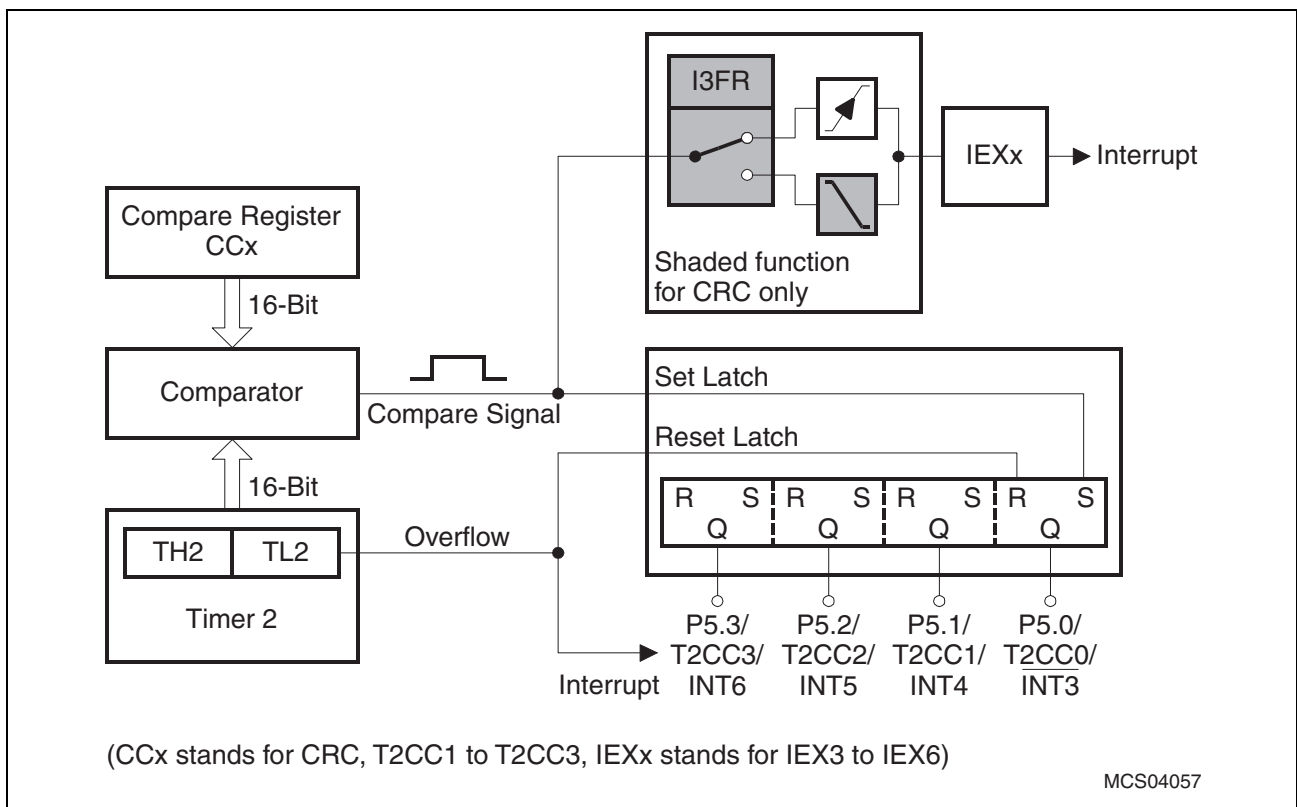 I3FR
IEXx
Interrupt
Shaded function
for CRC only
Compare Register
CCx
16-Bit
Comparator
Compare Signal
16-Bit
TH2 TL2
Timer 2
Overflow
Interrupt
Set Latch
Reset Latch
R S R S R S R S
Q Q Q Q
P5.3/ P5.2/ P5.1/ P5.0/
T2CC3/ T2CC2/ T2CC1/ T2CC0/
INT6 INT5 INT4 INT3
(CCx stands for CRC, T2CC1 to T2CC3, IEXx stands for IEX3 to IEX6)
MCS04057